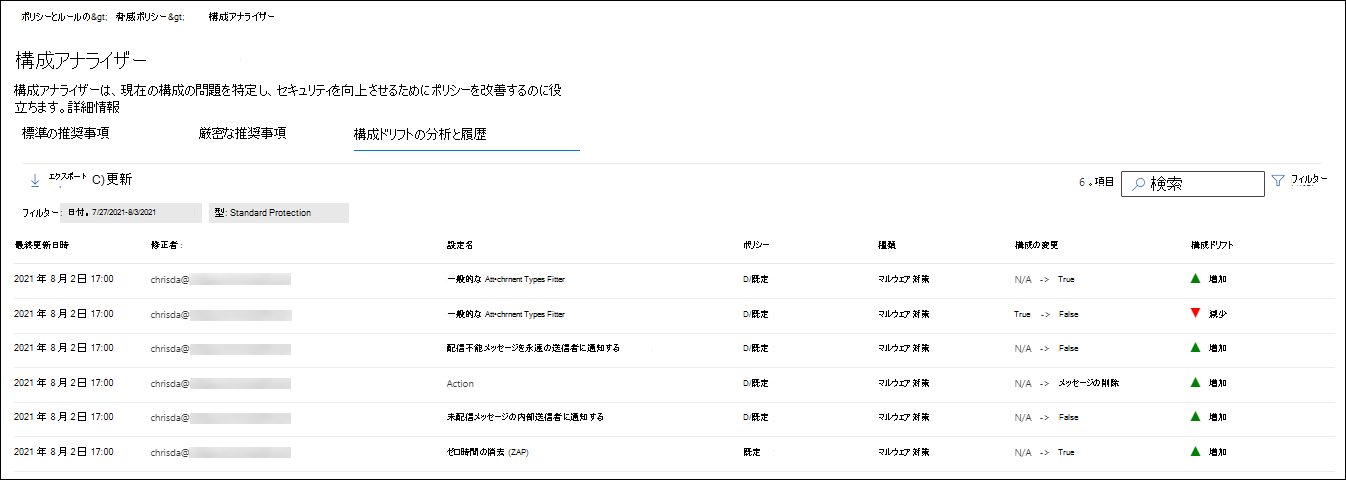 ポリシーとルールの&gt; 脅威ポリシー&gt; 構成アナライザー
構成アナライザー
構成アナライザーは、現在の構成の問題を特定し、セキュリティを向上させるためにポリシーを改善するのに役
立ちます。詳細情報
標準の推奨事項 厳密な推奨事項 構成ドリフトの分析と履歴
エクスポート C)更新 6 。項目 検索 フィルター
フィルター: 日付。7/27/2021-8/3/2021 型: Standard Protection
最終更新日時 修正者 : 設定名 ポリシー 種類 構成の変更 構成ドリフト
2021 年 8 月 2日 17:00 chrisda@ 一般的な Att•chrnent Types Fitter D/既定 マルウェア対策 N/A -> True 増加
2021 年 8 月 2日 17:00 chrisda@ 一般的な Att•chrnent Types Fitter D/既定 マルウェア対策 True -> False 減少
2021 年 8 月 2日 17:00 chrisda@ 配信不能メッセージを永遠の送信者に通知する D/既定 マルウェア対策 N/A -> False 増加
2021 年 8 月 2日 17:00 chrisda@ Action D/既定 マルウェア対策 N/A -> メッセージの削除 増加
2021 年 8 月 2日 17:00 chrisda@ 未配信メッセージの内部送信者に通知する D/既定 マルウェア対策 N/A -> False 増加
2021 年 8 月 2日 17:00 chrisda@ ゼロ時間の消去 (ZAP) 既定 マルウェア対策 N/A -> True 増加